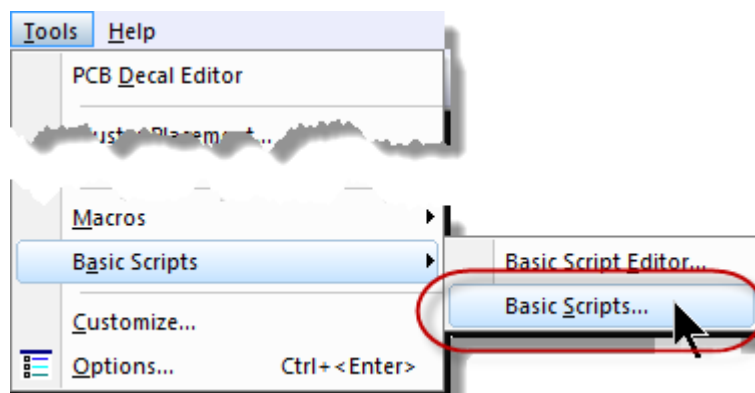 Tools Help
PCB Decal Editor
Macros
Basic Scripts
Basic Script Editor...
Basic Scripts...
Customize...
Options... Ctrl+<Enter>